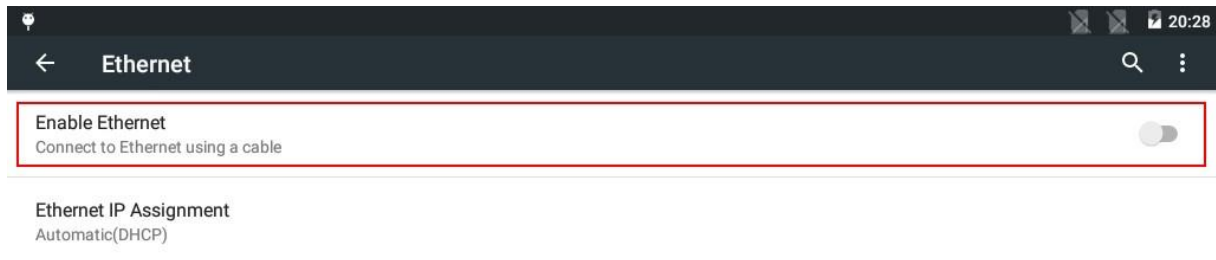 20:28
Ethernet
Enable Ethernet
Connect to Ethernet using a cable
Ethernet IP Assignment
Automatic(DHCP)